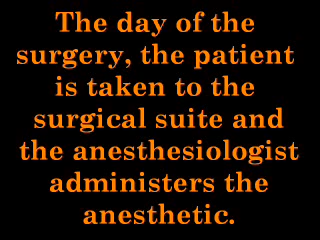 The day of the
surgery, the patient
is taken to the
surgical suite and
the anesthesiologist
administers the
anesthetic.